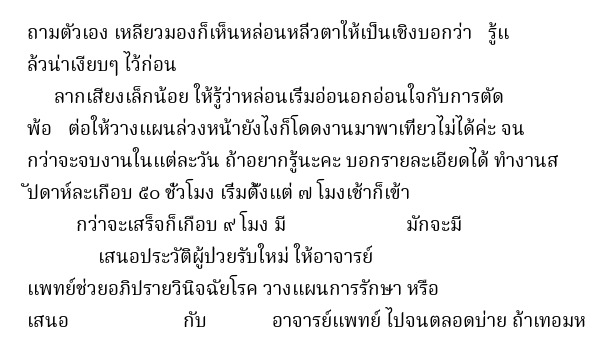 ถามตัวเอง เหลียวมองก็เห็นหล่อนหลิ่วตาให้เป็นเชิงบอกว่า รู้แ
ล้วน่าเงียบๆ ไว้ก่อน
ลากเสียงเล็กน้อย ให้รู้ว่าหล่อนเริ่มอ่อนอกอ่อนใจกับการตัด
พ้อ ต่อให้วางแผนล่วงหน้ายังไงก็โดดงานมาพาเทียวไม่ได้ค่ะ จน
กว่าจะจบงานในแต่ละวัน ถ้าอยากรู้นะคะ บอกรายละเอียดได้ ทำงานส
ัปดาห์ละเกือบ ๕๐ ชั่วโมง เริ่มตั้งแต่ ๗ โมงเช้าก็เข้า
กว่าจะเสร็จก็เกือบ ๙ โมง มี มักจะมี
เสนอประวัติผู้ป่วยรับใหม่ ให้อาจารย์
แพทย์ช่วยอภิปรายวินิจฉัยโรค วางแผนการรักษา หรือ
เสนอ กับ อาจารย์แพทย์ ไปจนตลอดบ่าย ถ้าเทอมห